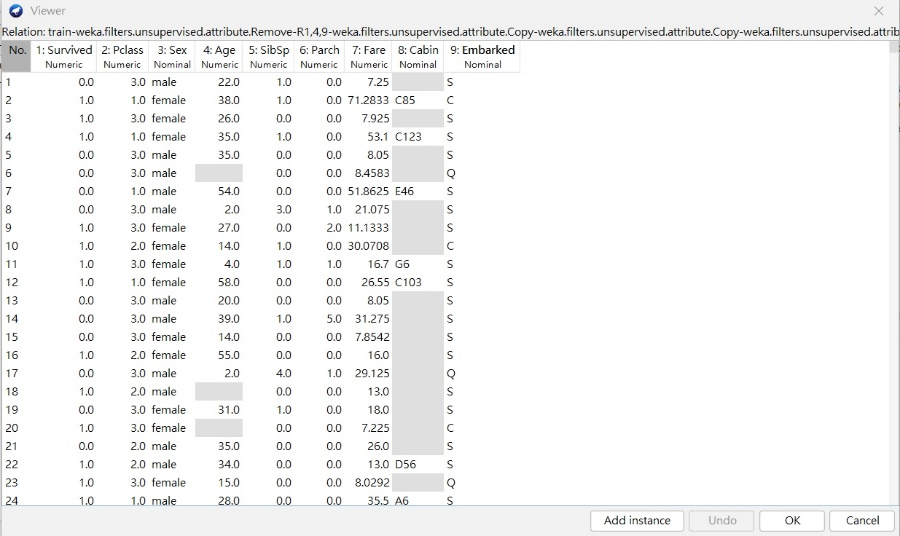 Viewer
Relation: train-weka.filters.unsupervised.attribute.Remove-R1,4,9-weka.filters.unsupervised.attribute.Copy-weka.filters.unsupervised.attribute.Copy-weka.filters.unsupervised.attrib
No. 1: Survived 2: Pclass 3: Sex 4: Age 5: SibSp 6: Parch 7: Fare 8: Cabin 9: Embarked
Numeric Numeric Nominal Numeric Numeric Numeric Numeric Nominal Nominal
1 0.0 3.0 male 22.0 1.0 0.0 7.25 S
2 1.0 1.0 female 38.0 1.0 0.0 71.2833 C85 C
3 1.0 3.0 female 26.0 0.0 0.0 7.925 S
4 1.0 1.0 female 35.0 1.0 0.0 53.1 C123 S
5 0.0 3.0 male 35.0 0.0 0.0 8.05 S
6 0.0 3.0 male 0.0 0.0 8.4583 Q
7 0.0 1.0 male 54.0 0.0 0.0 51.8625 E46 S
8 0.0 3.0 male 2.0 3.0 1.0 21.075 S
9 1.0 3.0 female 27.0 0.0 2.0 11.1333 S
10 1.0 2.0 female 14.0 1.0 0.0 30.0708 C
11 1.0 3.0 female 4.0 1.0 1.0 16.7 G6 S
12 1.0 1.0 female 58.0 0.0 0.0 26.55 C103 S
13 0.0 3.0 male 20.0 0.0 0.0 8.05 S
14 0.0 3.0 male 39.0 1.0 5.0 31.275 S
15 0.0 3.0 female 14.0 0.0 0.0 7.8542 S
16 1.0 2.0 female 55.0 0.0 0.0 16.0 S
17 0.0 3.0 male 2.0 4.0 1.0 29.125 Q
18 1.0 2.0 male 0.0 0.0 13.0 S
19 0.0 3.0 female 31.0 1.0 0.0 18.0 S
20 1.0 3.0 female 0.0 0.0 7.225 C
21 0.0 2.0 male 35.0 0.0 0.0 26.0 S
22 1.0 2.0 male 34.0 0.0 0.0 13.0 D56 S
23 1.0 3.0 female 15.0 0.0 0.0 8.0292 Q
24 1.0 1.0 male 28.0 0.0 0.0 35.5 A6 S
Add instance Undo OK Cancel